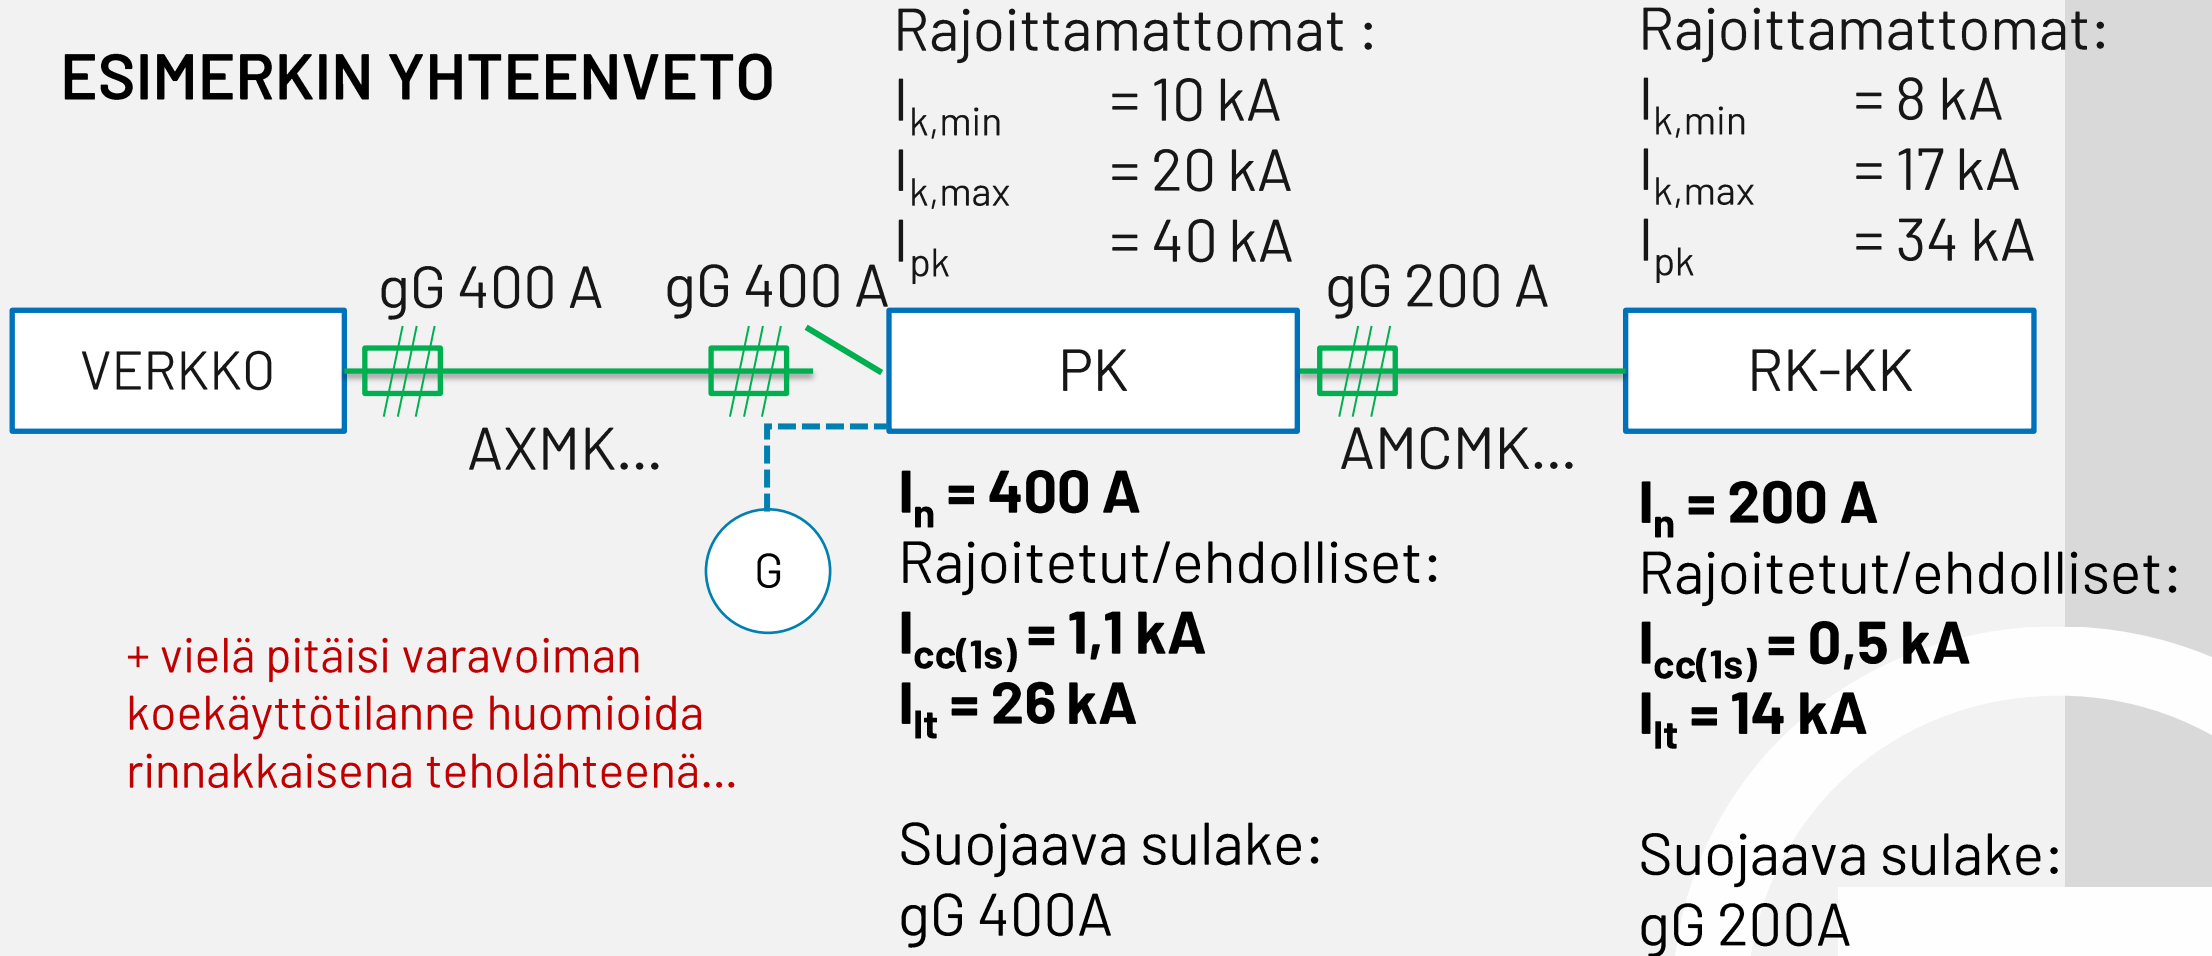 ESIMERKIN YHTEENVETO
Rajoittamattomat :
Ik,min = 10 kA
Ik,max = 20 kA
Ipk = 40 kA
Rajoittamattomat:
Ik,min = 8 kA
Ik,max = 17 kA
Ipk = 34 kA
gG 400 A
gG 400 A
gG 200 A
VERKKO
PK
RK-KK
AXMK...
AMCMK...
G
In = 400 A
Rajoitetut/ehdolliset:
Icc(1s) = 1,1 kA
Ilt = 26 kA
Suojaava sulake:
gG 400A
In = 200 A
Rajoitetut/ehdolliset:
Icc(1s) = 0,5 kA
Ilt = 14 kA
Suojaava sulake:
gG 200A
+ vielä pitäisi varavoiman
koekäyttötilanne huomioida
rinnakkaisena teholähteenä...